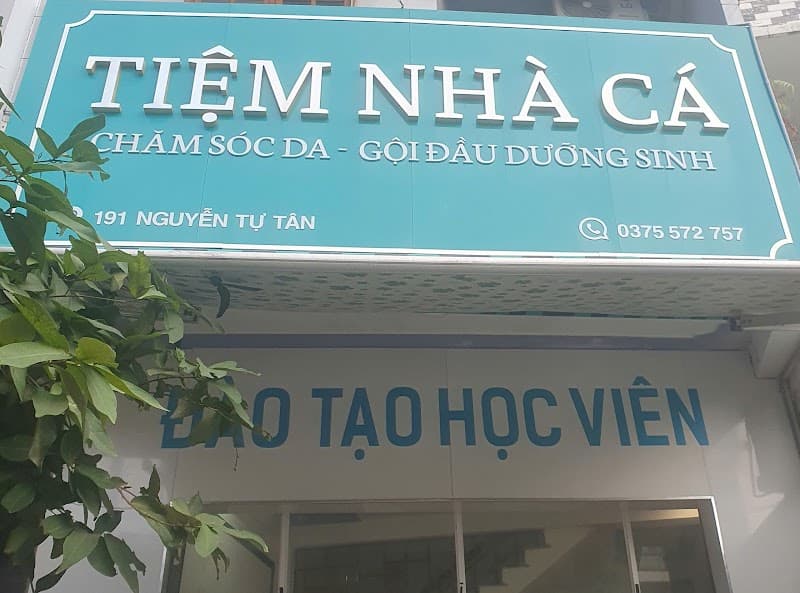 TIỆM NHÀ CÁ
CHĂM SÓC DA - GỘI ĐẦU DƯỠNG SINH
191 NGUYỄN TỰ TÂN
0375 572 757
ĐÀO TẠO HỌC VIÊN